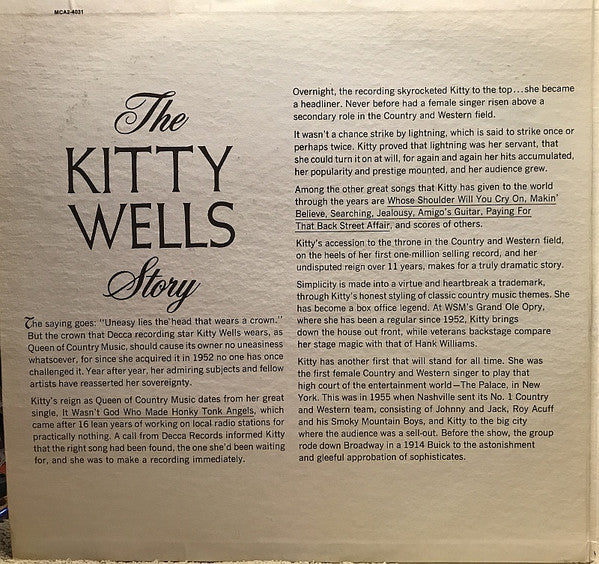 MCA2-4031
The
KITTY
WELLS
Story
The saying goes: "Uneasy lies the head that wears a crown."
But the crown that Decca recording star Kitty Wells wears, as
Queen of Country Music, should cause its owner no uneasiness
whatsoever, for since she acquired it in 1952 no one has once
challenged it. Year after year, her admiring subjects and fellow
artists have reasserted her sovereignty.
Kitty's reign as Queen of Country Music dates from her great
single, It Wasn't God Who Made Honky Tonk Angels, which
came after 16 lean years of working on local radio stations for
practically nothing. A call from Decca Records informed Kitty
that the right song had been found, the one she'd been waiting
for, and she was to make a recording immediately.
Overnight, the recording skyrocketed Kitty to the top...she became
a headliner. Never before had a female singer risen above a
secondary role in the Country and Western field.
It wasn't a chance strike by lightning, which is said to strike once or
perhaps twice. Kitty proved that lightning was her servant, that
she could turn it on at will, for again and again her hits accumulated,
her popularity and prestige mounted, and her audience grew.
Among the other great songs that Kitty has given to the world
through the years are Whose Shoulder Will You Cry On, Makin'
Believe, Searching, Jealousy, Amigo's Guitar, Paying For
That Back Street Affair, and scores of others.
Kitty's accession to the throne in the Country and Western field,
on the heels of her first one-million selling record, and her
undisputed reign over 11 years, makes for a truly dramatic story.
Simplicity is made into a virtue and heartbreak a trademark,
through Kitty's honest styling of classic country music themes. She
has become a box office legend. At WSM's Grand Ole Opry,
where she has been a regular since 1952, Kitty brings
down the house out front, while veterans backstage compare
her stage magic with that of Hank Williams.
Kitty has another first that will stand for all time. She was
the first female Country and Western singer to play that
high court of the entertainment world—The Palace, in New
York. This was in 1955 when Nashville sent its No. 1 Country
and Western team, consisting of Johnny and Jack, Roy Acuff
and his Smoky Mountain Boys, and Kitty to the big city
where the audience was a sell-out. Before the show, the group
rode down Broadway in a 1914 Buick to the astonishment
and gleeful approbation of sophisticates.